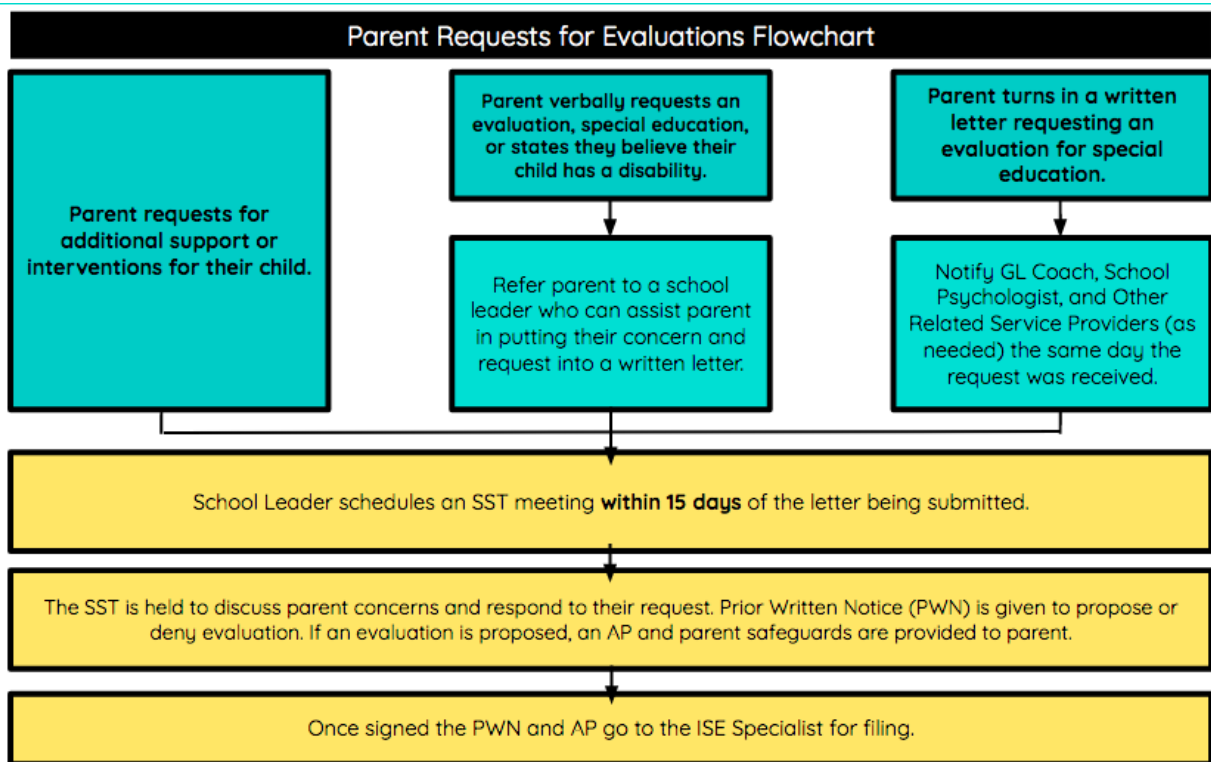 Parent Requests for Evaluations Flowchart
Parent requests for
additional support or
interventions for their child.
Parent verbally requests an
evaluation, special education,
or states they believe their
child has a disability.
Refer parent to a school
leader who can assist parent
in putting their concern and
request into a written letter.
Parent turns in a written
letter requesting an
evaluation for special
education.
Notify GL Coach, School
Psychologist, and Other
Related Service Providers (as
needed) the same day the
request was received.
School Leader schedules an SST meeting within 15 days of the letter being submitted.
The SST is held to discuss parent concerns and respond to their request. Prior Written Notice (PWN) is given to propose or
deny evaluation. If an evaluation is proposed, an AP and parent safeguards are provided to parent.
Once signed the PWN and AP go to the ISE Specialist for filing.